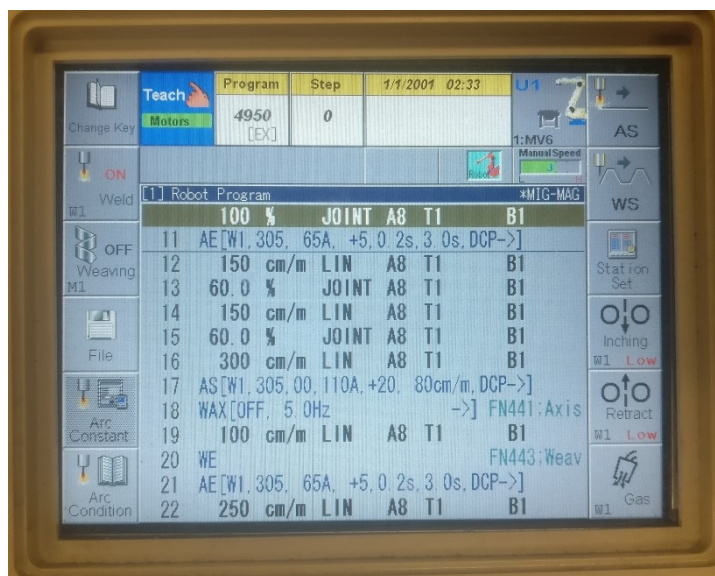 Change Key
Teach
Motors
Program
4950
[EX]
Step
0
1/1/2001 02:33
U1
1:MV6
AS
ON
Weld
W1
Robot
Manual Speed
3
WS
[1] Robot Program *MIG-MAG
100 % JOINT A8 T1 B1
11 AE[W1,305, 65A, +5,0.2s,3.0s,DCP->]
12 150 cm/m LIN A8 T1 B1
13 60.0 % JOINT A8 T1 B1
14 150 cm/m LIN A8 T1 B1
15 60.0 % JOINT A8 T1 B1
16 300 cm/m LIN A8 T1 B1
17 AS[W1,305,00,110A,+20, 80cm/m,DCP->]
18 WAX[OFF, 5.0Hz ->] FN441:Axis
19 100 cm/m LIN A8 T1 B1
20 WE FN443:Weav
21 AE[W1,305, 65A, +5,0.2s,3.0s,DCP->]
22 250 cm/m LIN A8 T1 B1
OFF
Weaving
M1
File
Arc
Constant
Arc
Condition
Station
Set
Inching
W1 Low
Retract
W1 Low
Gas
W1